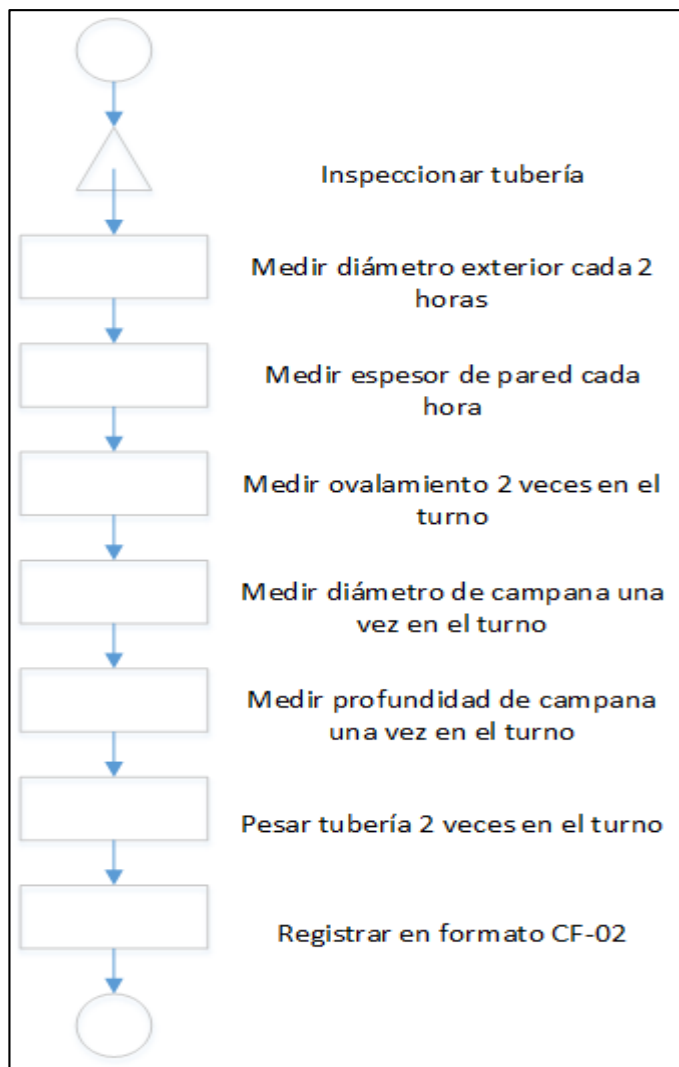 Inspeccionar tubería
Medir diámetro exterior cada 2
horas
Medir espesor de pared cada
hora
Medir ovalamiento 2 veces en el
turno
Medir diámetro de campana una
vez en el turno
Medir profundidad de campana
una vez en el turno
Pesar tubería 2 veces en el turno
Registrar en formato CF-02